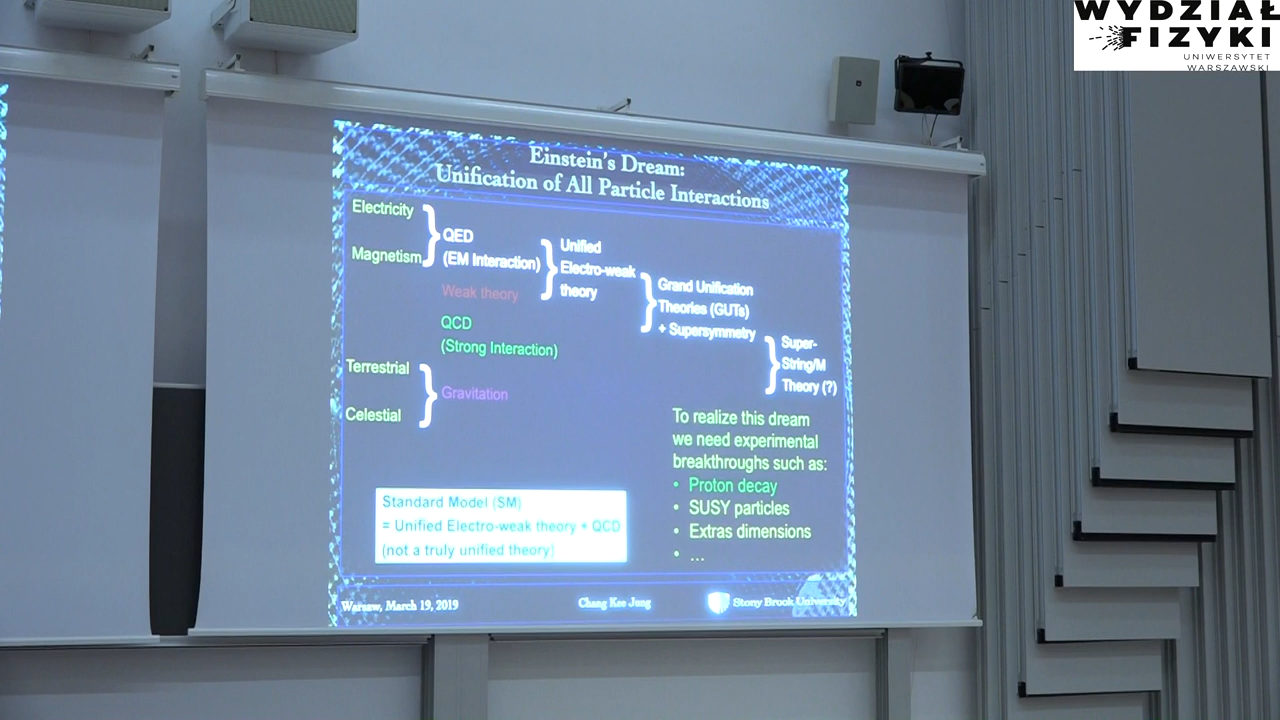 WYDZIAŁ
FIZYKI
UNIWERSYTET
WARSZAWSKI
Einstein's Dream:
Unification of All Particle Interactions
Electricity
Magnetism
QED
(EM Interaction)
Weak theory
QCD
(Strong Interaction)
Terrestrial
Celestial
Gravitation
Unified
Electro-weak
theory
Grand Unification
Theories (GUTs)
+ Supersymmetry
Super-
String/M
Theory (?)
To realize this dream
we need experimental
breakthroughs such as:
• Proton decay
• SUSY particles
• Extras dimensions
• ...
Standard Model (SM)
= Unified Electro-weak theory + QCD
(not a truly unified theory)
Warsaw, March 19, 2019
Chang Kee Jung
Stony Brook University